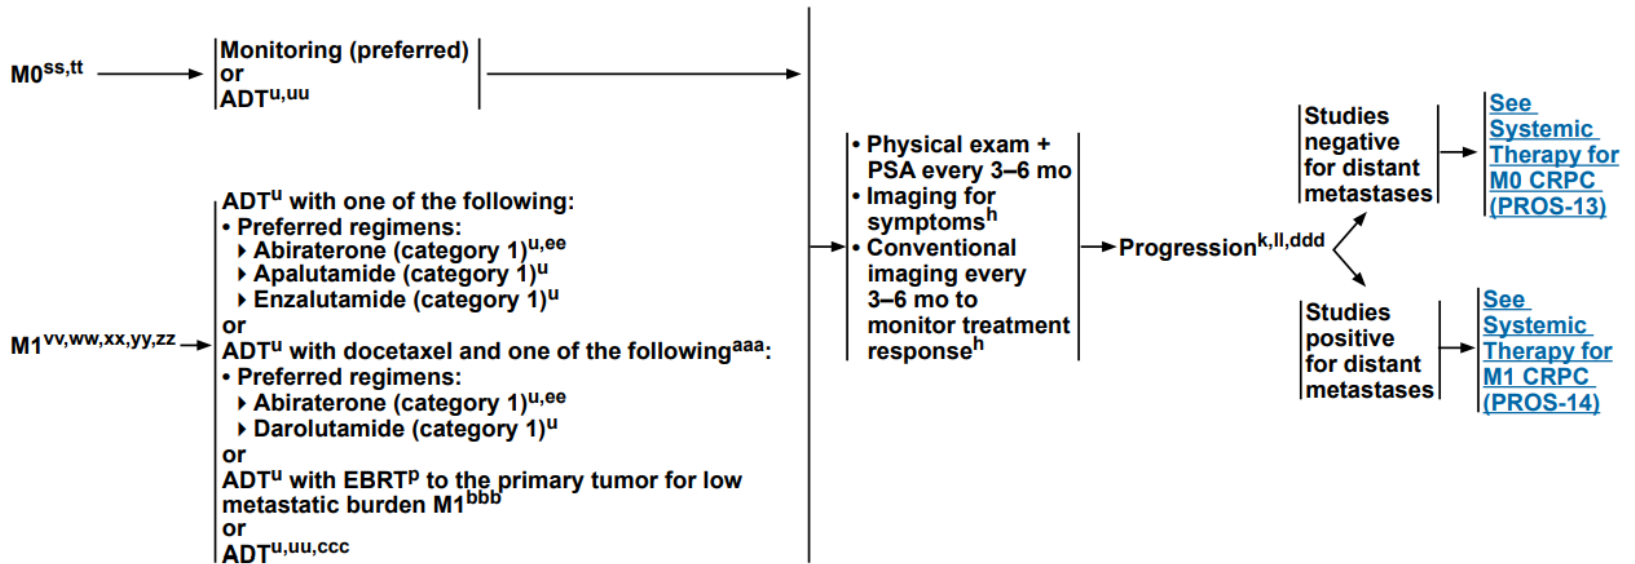 M0ss,tt
Monitoring (preferred)
or
ADTu,uu
M1vv,ww,xx,yy,zz
ADTu with one of the following:
• Preferred regimens:
Abiraterone (category 1)u,ee
Apalutamide (category 1)u
Enzalutamide (category 1)u
or
ADTu with docetaxel and one of the followingaaa:
• Preferred regimens:
Abiraterone (category 1)u,ee
Darolutamide (category 1)u
or
ADTu with EBRTp to the primary tumor for low
metastatic burden M1bbb
or
ADTu,uu,ccc
• Physical exam +
PSA every 3–6 mo
• Imaging for
symptomsh
• Conventional
imaging every
3–6 mo to
monitor treatment
responseh
Progressionk,ll,ddd
Studies
negative
for distant
metastases
See
Systemic
Therapy for
M0 CRPC
(PROS-13)
Studies
positive
for distant
metastases
See
Systemic
Therapy for
M1 CRPC
(PROS-14)